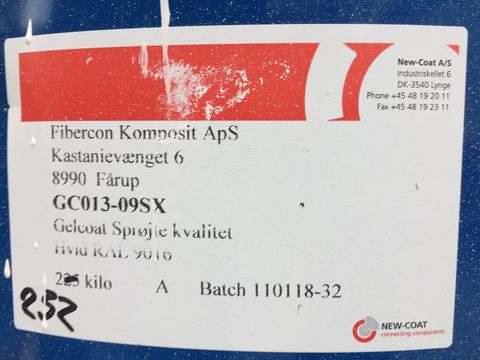 New-Coat A/S
Industriskellet 6
DK-3540 Lynge
Phone +45 48 19 20 11
Fax +45 48 19 23 11
Fibercon Komposit ApS
Kastanievænget 6
8990 Fårup
GC013-09SX
Gelcoat Sprøjte kvalitet
Hvid RAL 9016
225 kilo A Batch 110118-32
252
NEW-COAT
connecting components